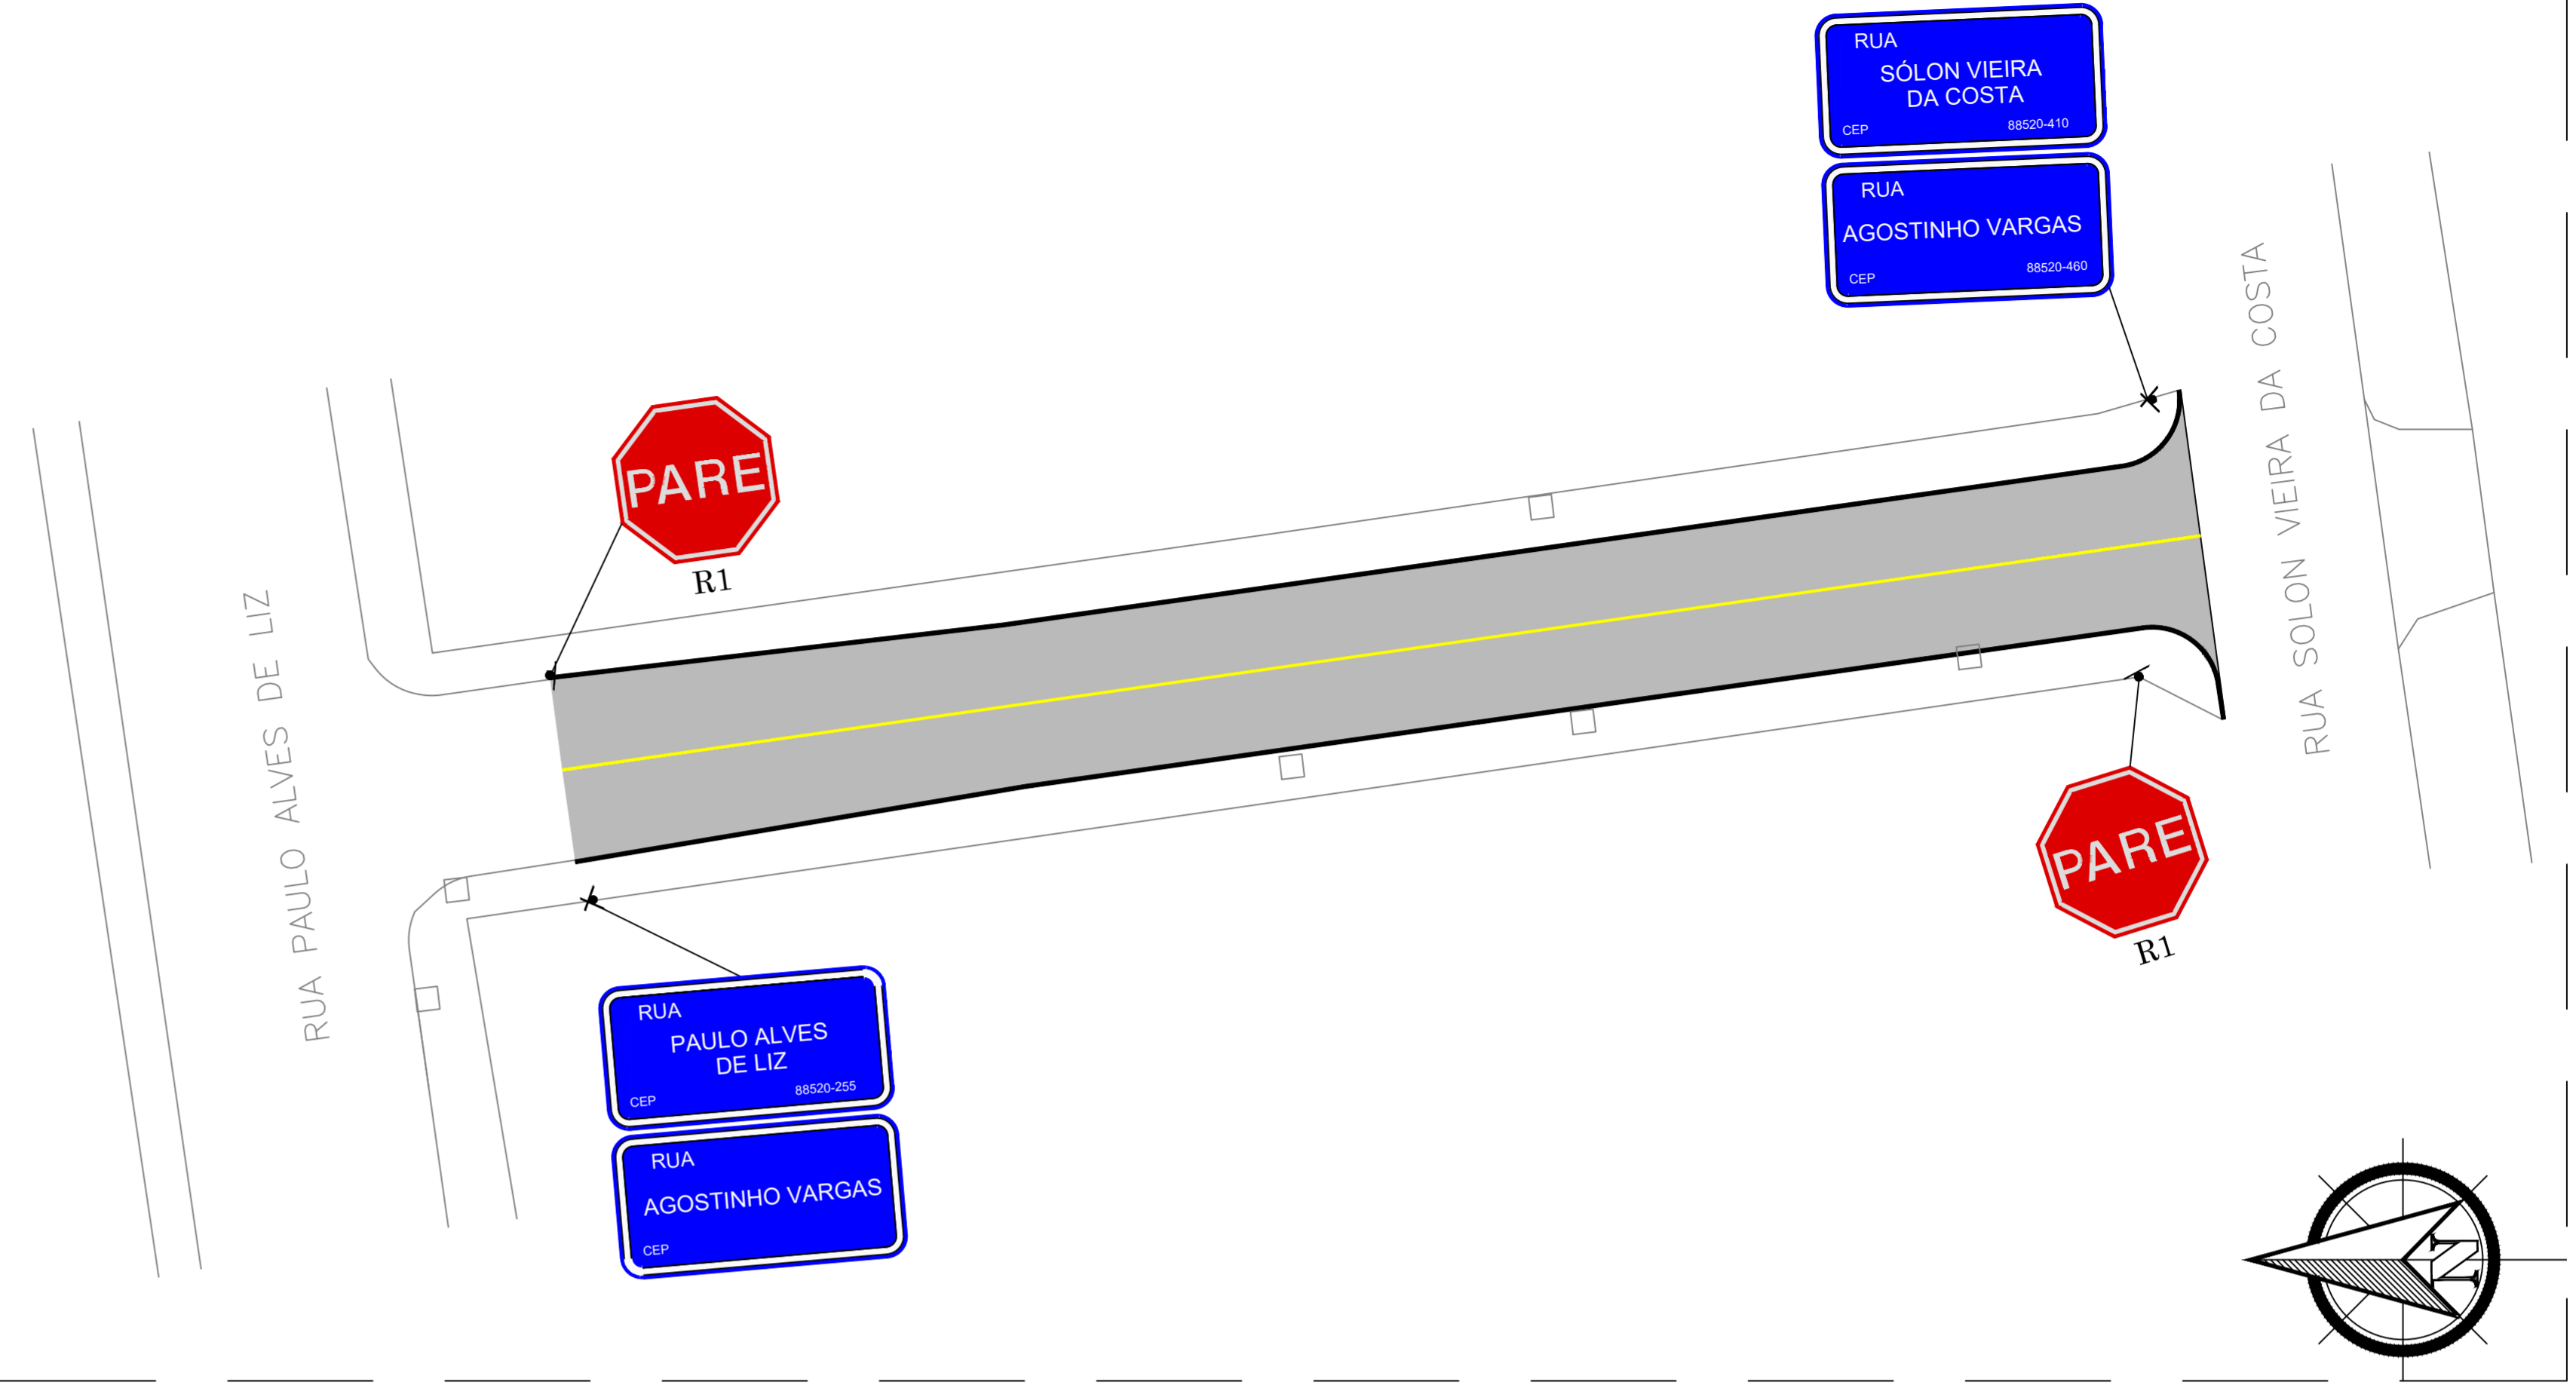 RUA
SÓLON VIEIRA
DA COSTA
CEP 88520-410
RUA
AGOSTINHO VARGAS
CEP 88520-460
RUA SOLON VIEIRA DA COSTA
PARE
R1
RUA PAULO ALVES DE LIZ
PARE
R1
RUA
PAULO ALVES
DE LIZ
CEP 88520-255
RUA
AGOSTINHO VARGAS
CEP
N